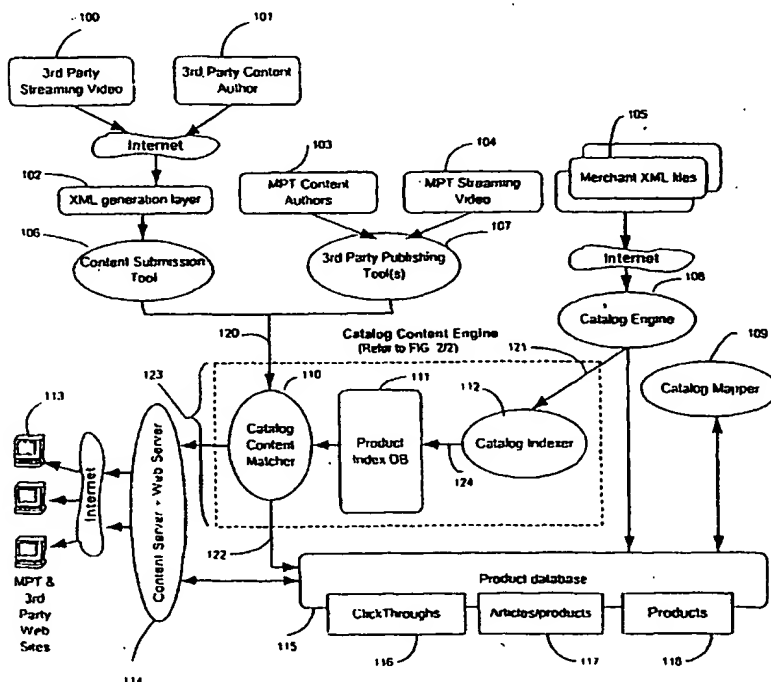 100
101
3rd Party
Streaming Video
3rd Party Content
Author
Internet
102
XML generation layer
103
MPT Content
Authors
104
MPT Streaming
Video
105
Merchant XML files
Internet
106
Content Submission
Tool
107
3rd Party Publishing
Tool(s)
108
Catalog Engine
109
Catalog Mapper
120
Catalog Content Engine
(Refer to FIG 2/2)
121
123
110
Catalog
Content
Matcher
111
Product
Index DB
112
Catalog Indexer
124
113
Internet
Content Server + Web Server
MPT &
3rd
Party
Web
Sites
114
122
Product database
115
ClickThroughs
116
Articles/products
117
Products
118